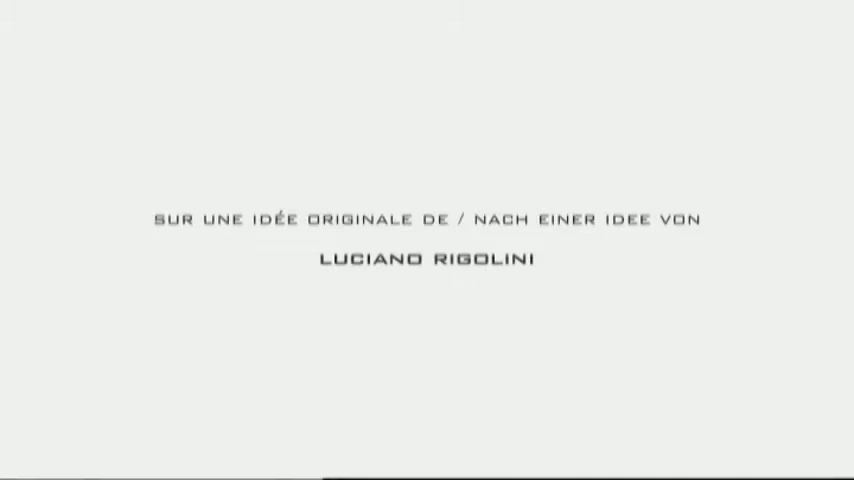 SUR UNE IDÉE ORIGINALE DE / NACH EINER IDEE VON
LUCIANO RIGOLINI